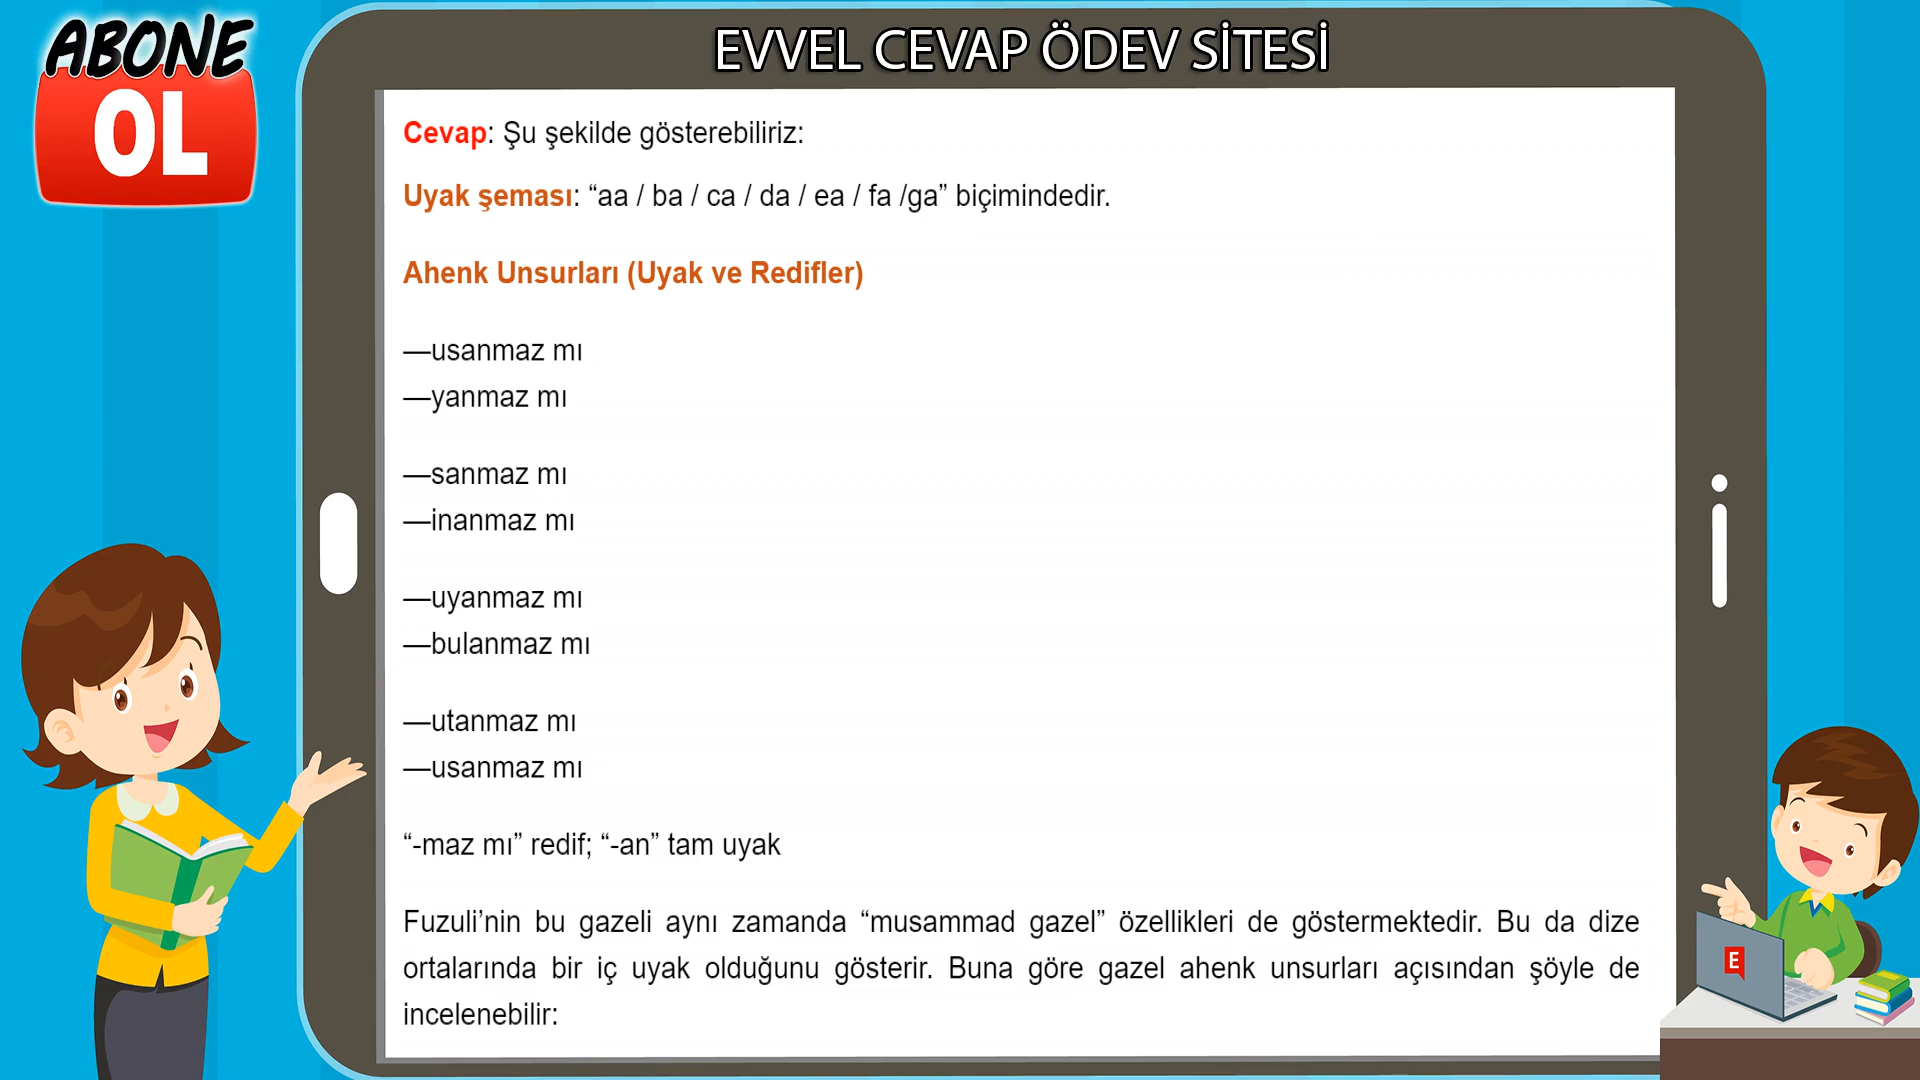 ABONE
OL
EVVEL CEVAP ÖDEV SİTESİ
Cevap: Şu şekilde gösterebiliriz:
Uyak şeması: “aa / ba / ca / da / ea / fa /ga” biçimindedir.
Ahenk Unsurları (Uyak ve Redifler)
—usanmaz mı
—yanmaz mı
—sanmaz mı
—inanmaz mı
—uyanmaz mı
—bulanmaz mı
—utanmaz mı
—usanmaz mı
“-maz mı” redif; “-an” tam uyak
Fuzuli’nin bu gazeli aynı zamanda “musammad gazel” özellikleri de göstermektedir. Bu da dize
ortalarında bir iç uyak olduğunu gösterir. Buna göre gazel ahenk unsurları açısından şöyle de
incelenebilir:
E